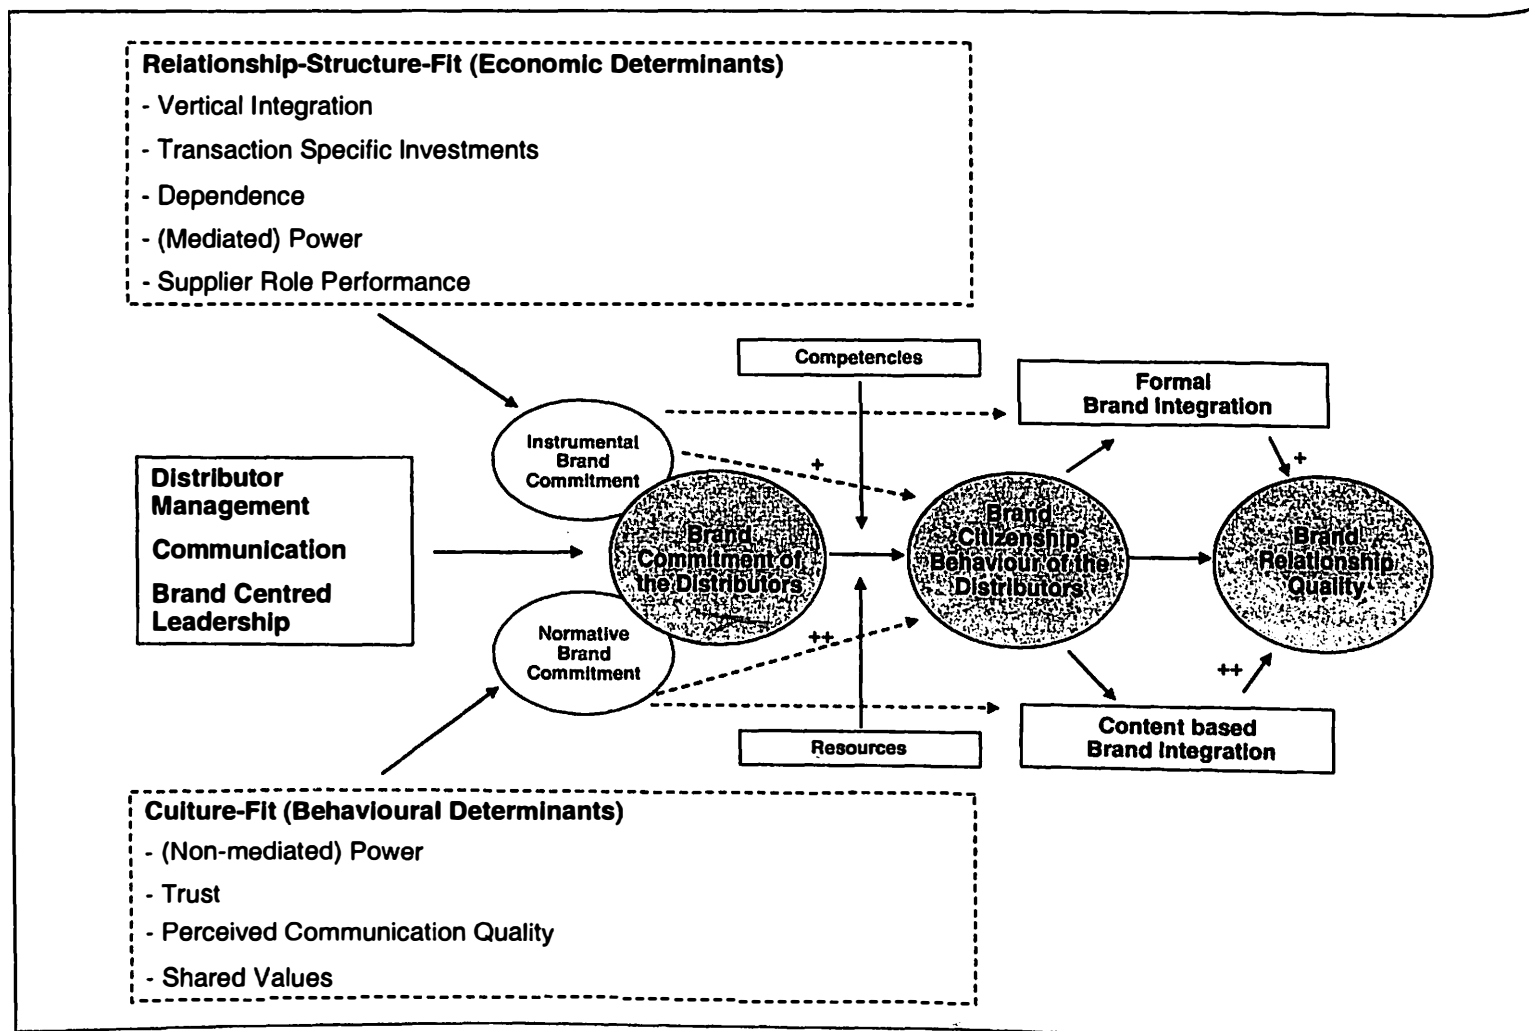 Relationship-Structure-Fit (Economic Determinants)
- Vertical Integration
- Transaction Specific Investments
- Dependence
- (Mediated) Power
- Supplier Role Performance
Competencies
Formal
Brand Integration
Instrumental
Brand
Commitment
+
+
Distributor
Management
Communication
Brand Centred
Leadership
Brand
Commitment of
the Distributors
Brand
Citizenship
Behaviour of the
Distributors
Brand
Relationship
Quality
Normative
Brand
Commitment
++
++
Resources
Content based
Brand Integration
Culture-Fit (Behavioural Determinants)
- (Non-mediated) Power
- Trust
- Perceived Communication Quality
- Shared Values